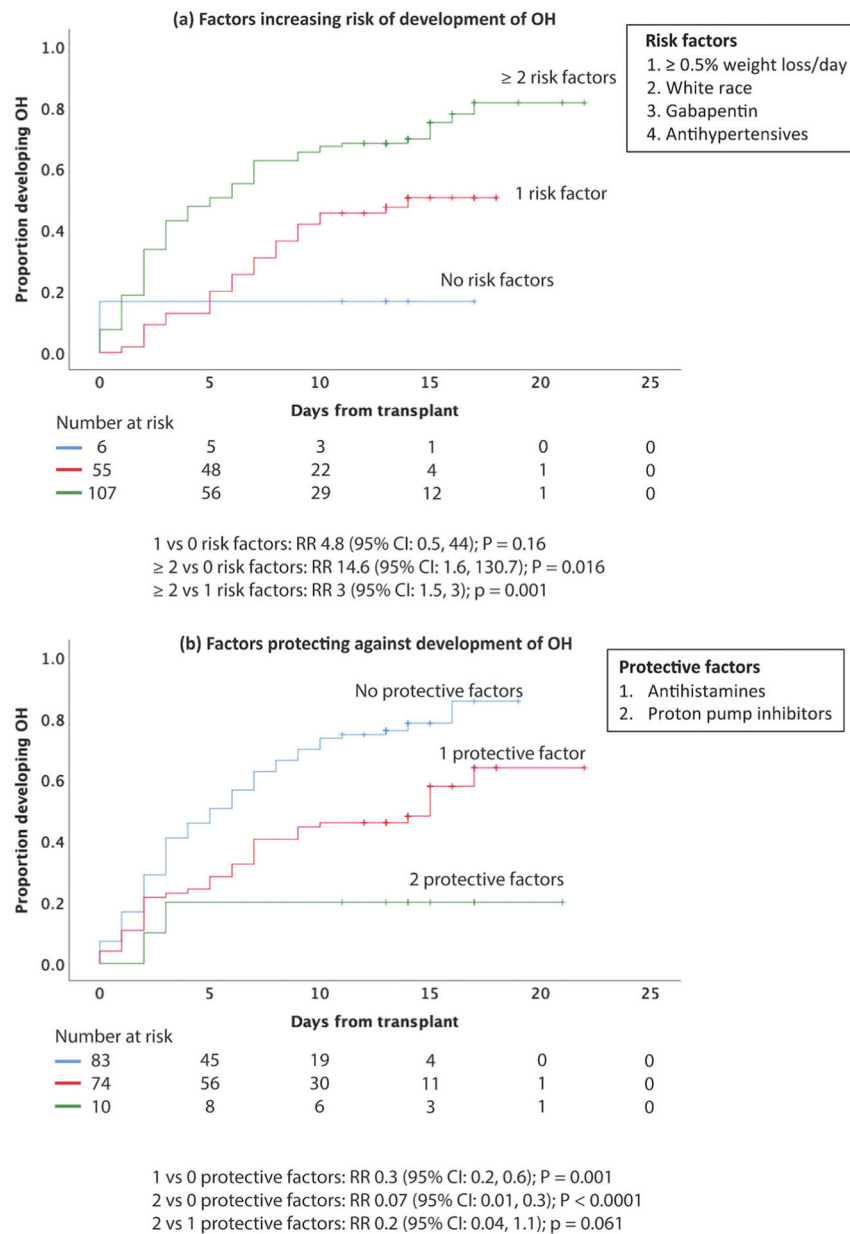 (a) Factors increasing risk of development of OH
Risk factors
1. ≥ 0.5% weight loss/day
2. White race
3. Gabapentin
4. Antihypertensives
Proportion developing OH
1.0
0.8
0.6
0.4
0.2
0.0
≥ 2 risk factors
1 risk factor
No risk factors
0 5 10 15 20 25
Days from transplant
Number at risk
6 5 3 1 0 0
55 48 22 4 1 0
107 56 29 12 1 0
1 vs 0 risk factors: RR 4.8 (95% CI: 0.5, 44); P = 0.16
≥ 2 vs 0 risk factors: RR 14.6 (95% CI: 1.6, 130.7); P = 0.016
≥ 2 vs 1 risk factors: RR 3 (95% CI: 1.5, 3); p = 0.001
(b) Factors protecting against development of OH
Protective factors
1. Antihistamines
2. Proton pump inhibitors
Proportion developing OH
1.0
0.8
0.6
0.4
0.2
0.0
No protective factors
1 protective factor
2 protective factors
0 5 10 15 20 25
Days from transplant
Number at risk
83 45 19 4 0 0
74 56 30 11 1 0
10 8 6 3 1 0
1 vs 0 protective factors: RR 0.3 (95% CI: 0.2, 0.6); P = 0.001
2 vs 0 protective factors: RR 0.07 (95% CI: 0.01, 0.3); P < 0.0001
2 vs 1 protective factors: RR 0.2 (95% CI: 0.04, 1.1); p = 0.061